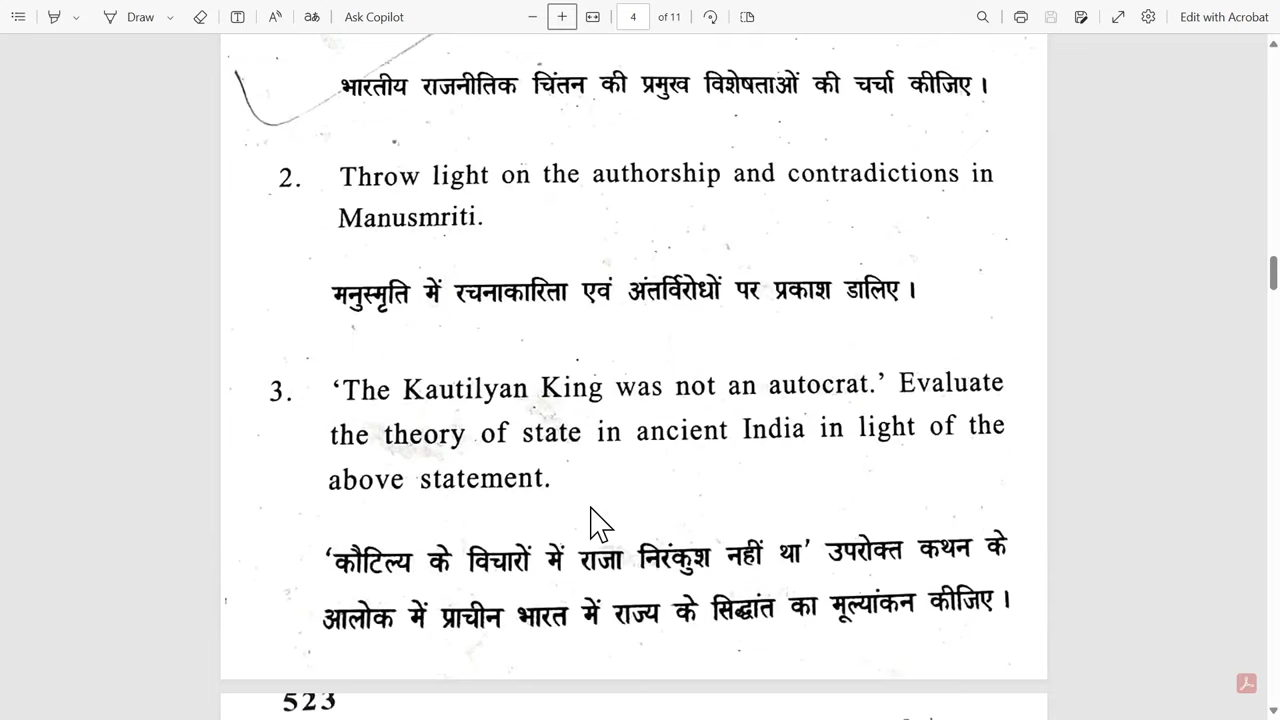 Draw
Ask Copilot
4 of 11
Edit with Acrobat
भारतीय राजनीतिक चिंतन की प्रमुख विशेषताओं की चर्चा कीजिए ।
2. Throw light on the authorship and contradictions in
Manusmriti.
मनुस्मृति में रचनाकारिता एवं अंतर्विरोधों पर प्रकाश डालिए ।
3. ‘The Kautilyan King was not an autocrat.’ Evaluate
the theory of state in ancient India in light of the
above statement.
‘कौटिल्य के विचारों में राजा निरंकुश नहीं था’ उपरोक्त कथन के
आलोक में प्राचीन भारत में राज्य के सिद्धांत का मूल्यांकन कीजिए ।
523